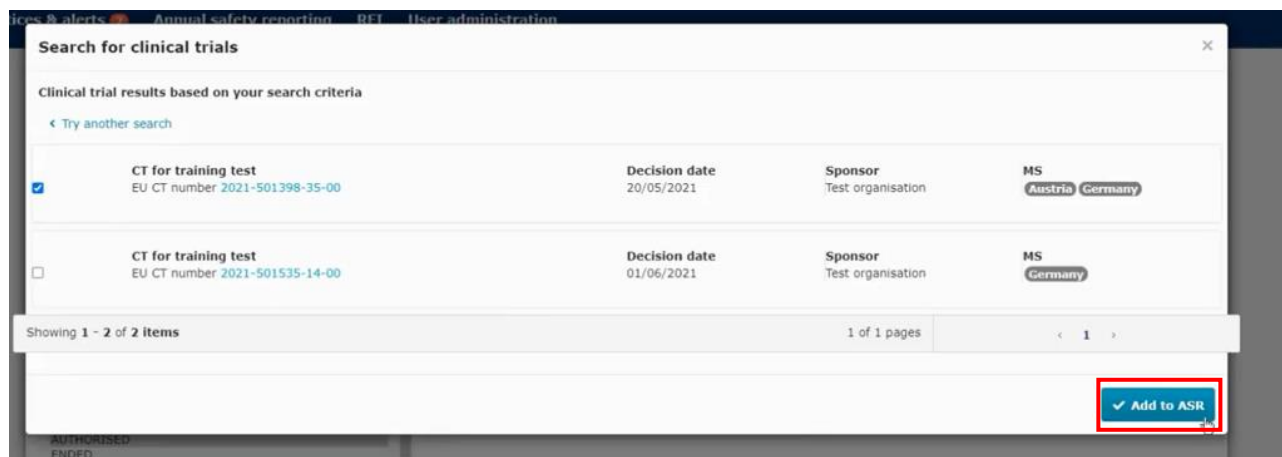 ices & alerts Annual safety reporting RFI User administration
Search for clinical trials ×
Clinical trial results based on your search criteria
‹ Try another search
CT for training test Decision date Sponsor MS
EU CT number 2021-501398-35-00 20/05/2021 Test organisation Austria Germany
CT for training test Decision date Sponsor MS
EU CT number 2021-501535-14-00 01/06/2021 Test organisation Germany
Showing 1 - 2 of 2 items 1 of 1 pages ‹ 1 ›
✓ Add to ASR
AUTHORISED
ENDED